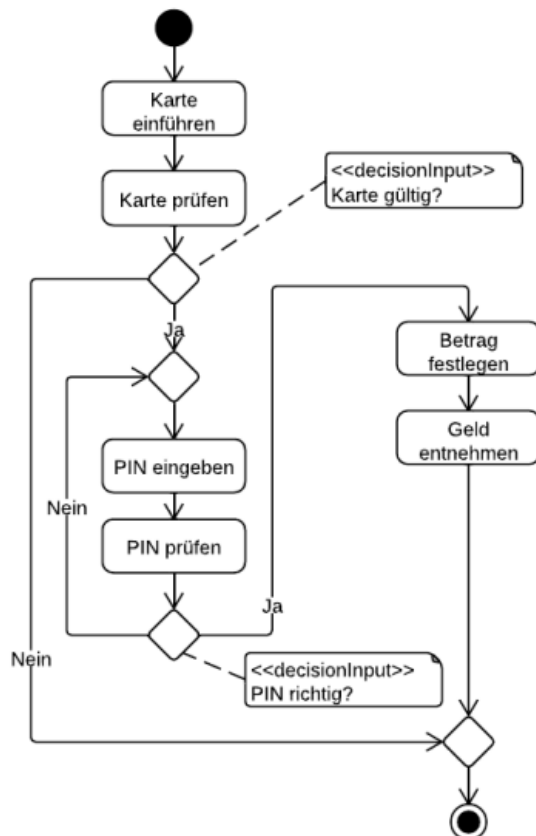 Karte
einführen
Karte prüfen
<<decisionInput>>
Karte gültig?
Ja
Betrag
festlegen
Geld
entnehmen
PIN eingeben
Nein
PIN prüfen
Ja
Nein
<<decisionInput>>
PIN richtig?